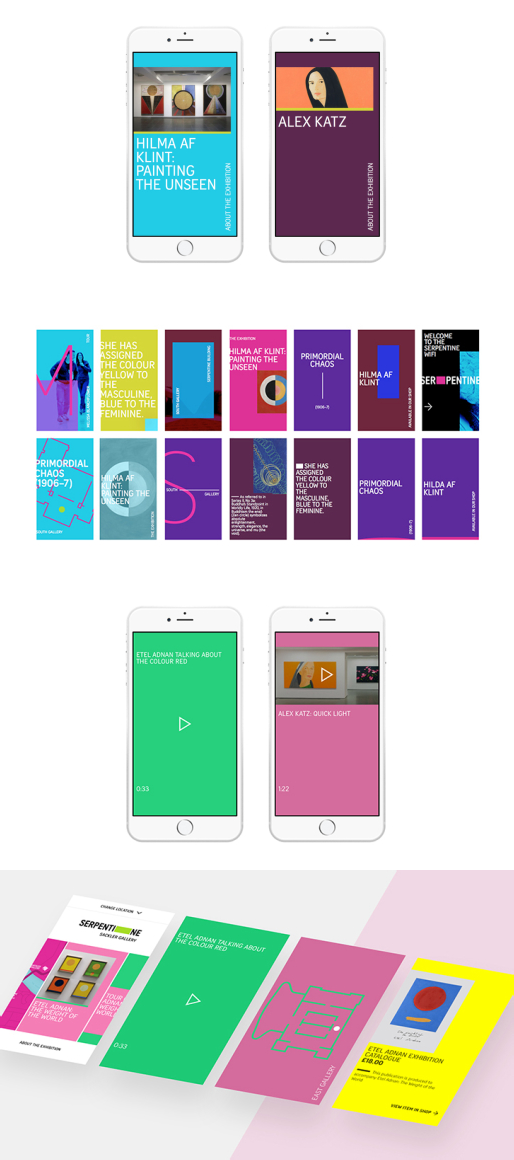 HILMA AF
KLINT:
PAINTING
THE UNSEEN
ABOUT THE EXHIBITION
ALEX KATZ
ABOUT THE EXHIBITION
SHE HAS
ASSIGNED
THE COLOUR
YELLOW TO
THE
MASCULINE,
BLUE TO THE
FEMININE.
SOUTH GALLERY
SERPENTINE BUILDING
THE EXHIBITION
HILMA AF KLINT:
PAINTING THE
UNSEEN
PRIMORDIAL
CHAOS
(1906-7)
HILMA AF
KLINT
AVAILABLE IN OUR SHOP
WELCOME
TO THE
SERPENTINE
WIFI
SER PENTINE
PRIMORDIAL
CHAOS
(1906-7)
SOUTH GALLERY
HILMA AF
KLINT:
PAINTING THE
UNSEEN
THE EXHIBITION
SOUTH
GALLERY
SHE HAS
ASSIGNED
THE COLOUR
YELLOW TO
THE
MASCULINE,
BLUE TO THE
FEMININE.
PRIMORDIAL
CHAOS
(1906-7)
HILDA AF
KLINT
AVAILABLE IN OUR SHOP
ETEL ADNAN TALKING ABOUT
THE COLOUR RED
0:33
ALEX KATZ: QUICK LIGHT
1:22
CHANGE LOCATION
SERPENTI NE
SACKLER GALLERY
ETEL ADNAN:
THE WEIGHT OF
THE WORLD
TOUR
ADNAN
WEIGH
WORLD
ABOUT THE EXHIBITION
ETEL ADNAN TALKING ABOUT
THE COLOUR RED
0:33
EAST GALLERY
ETEL ADNAN EXHIBITION
CATALOGUE
£18.00
This publication is produced to
accompany Etel Adnan: The Weight of the
World
VIEW ITEM IN SHOP